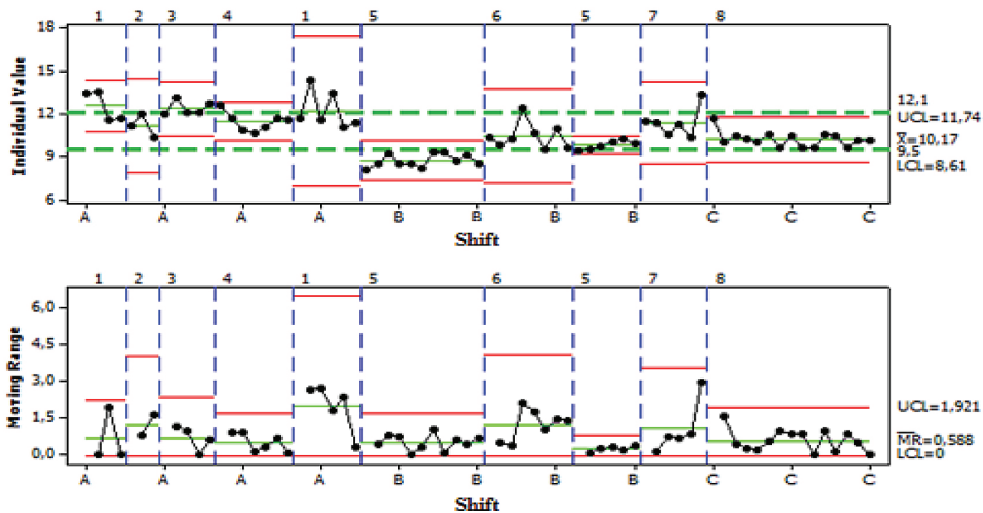 1 2 3 4 1 5 6 5 7 8
18
15
12
9
6
Individual Value
12,1
UCL=11,74
X̄=10,17
9,5
LCL=8,61
A A A A B B B B C C C
Shift
1 2 3 4 1 5 6 5 7 8
6,0
4,5
3,0
1,5
0,0
Moving Range
UCL=1,921
M̅R̅=0,588
LCL=0
A A A A B B B B C C C
Shift